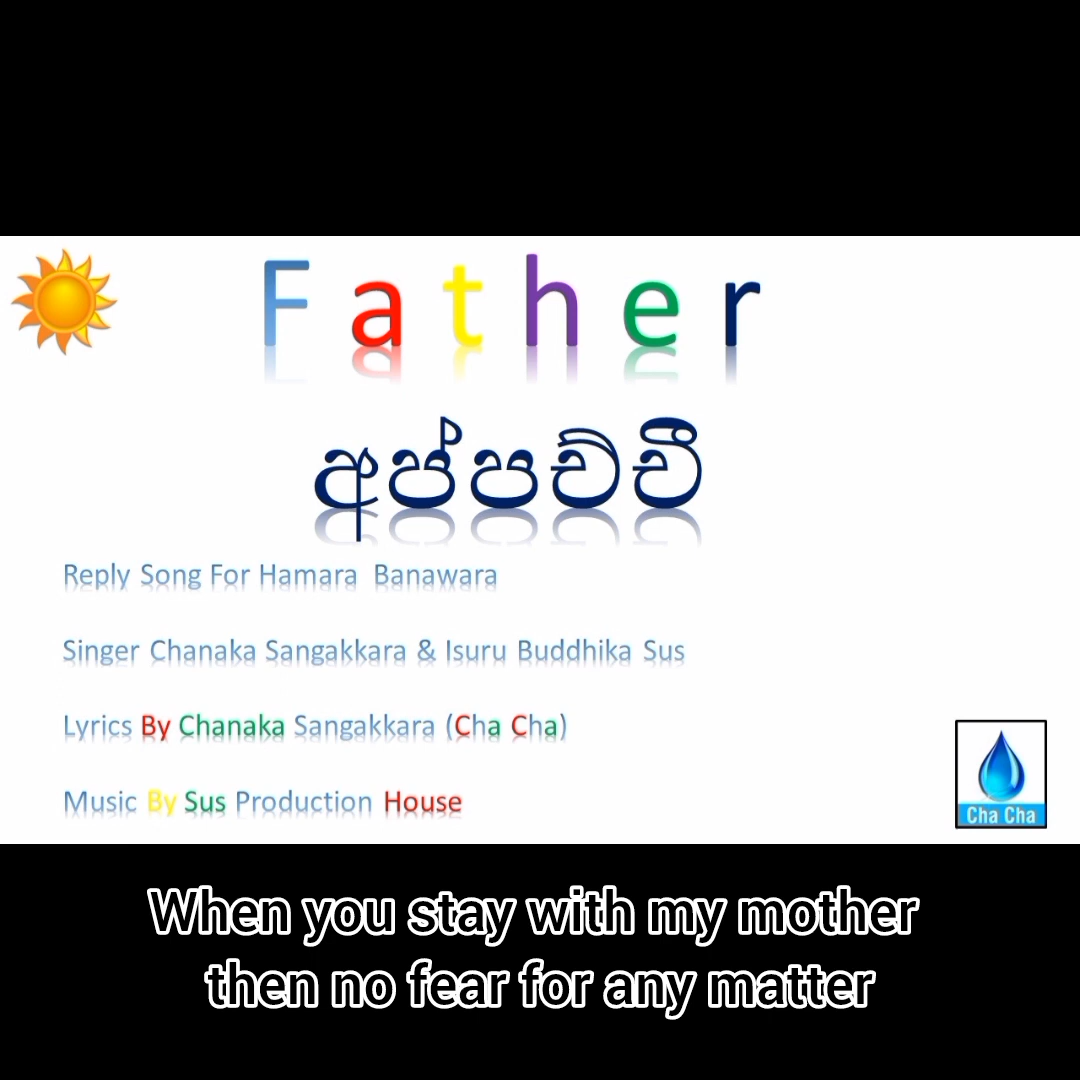 Father
අප්පච්චී
Reply Song For Hamara Banawara
Singer Chanaka Sangakkara & Isuru Buddhika Sus
Lyrics By Chanaka Sangakkara (Cha Cha)
Music By Sus Production House
Cha Cha
When you stay with my mother
then no fear for any matter